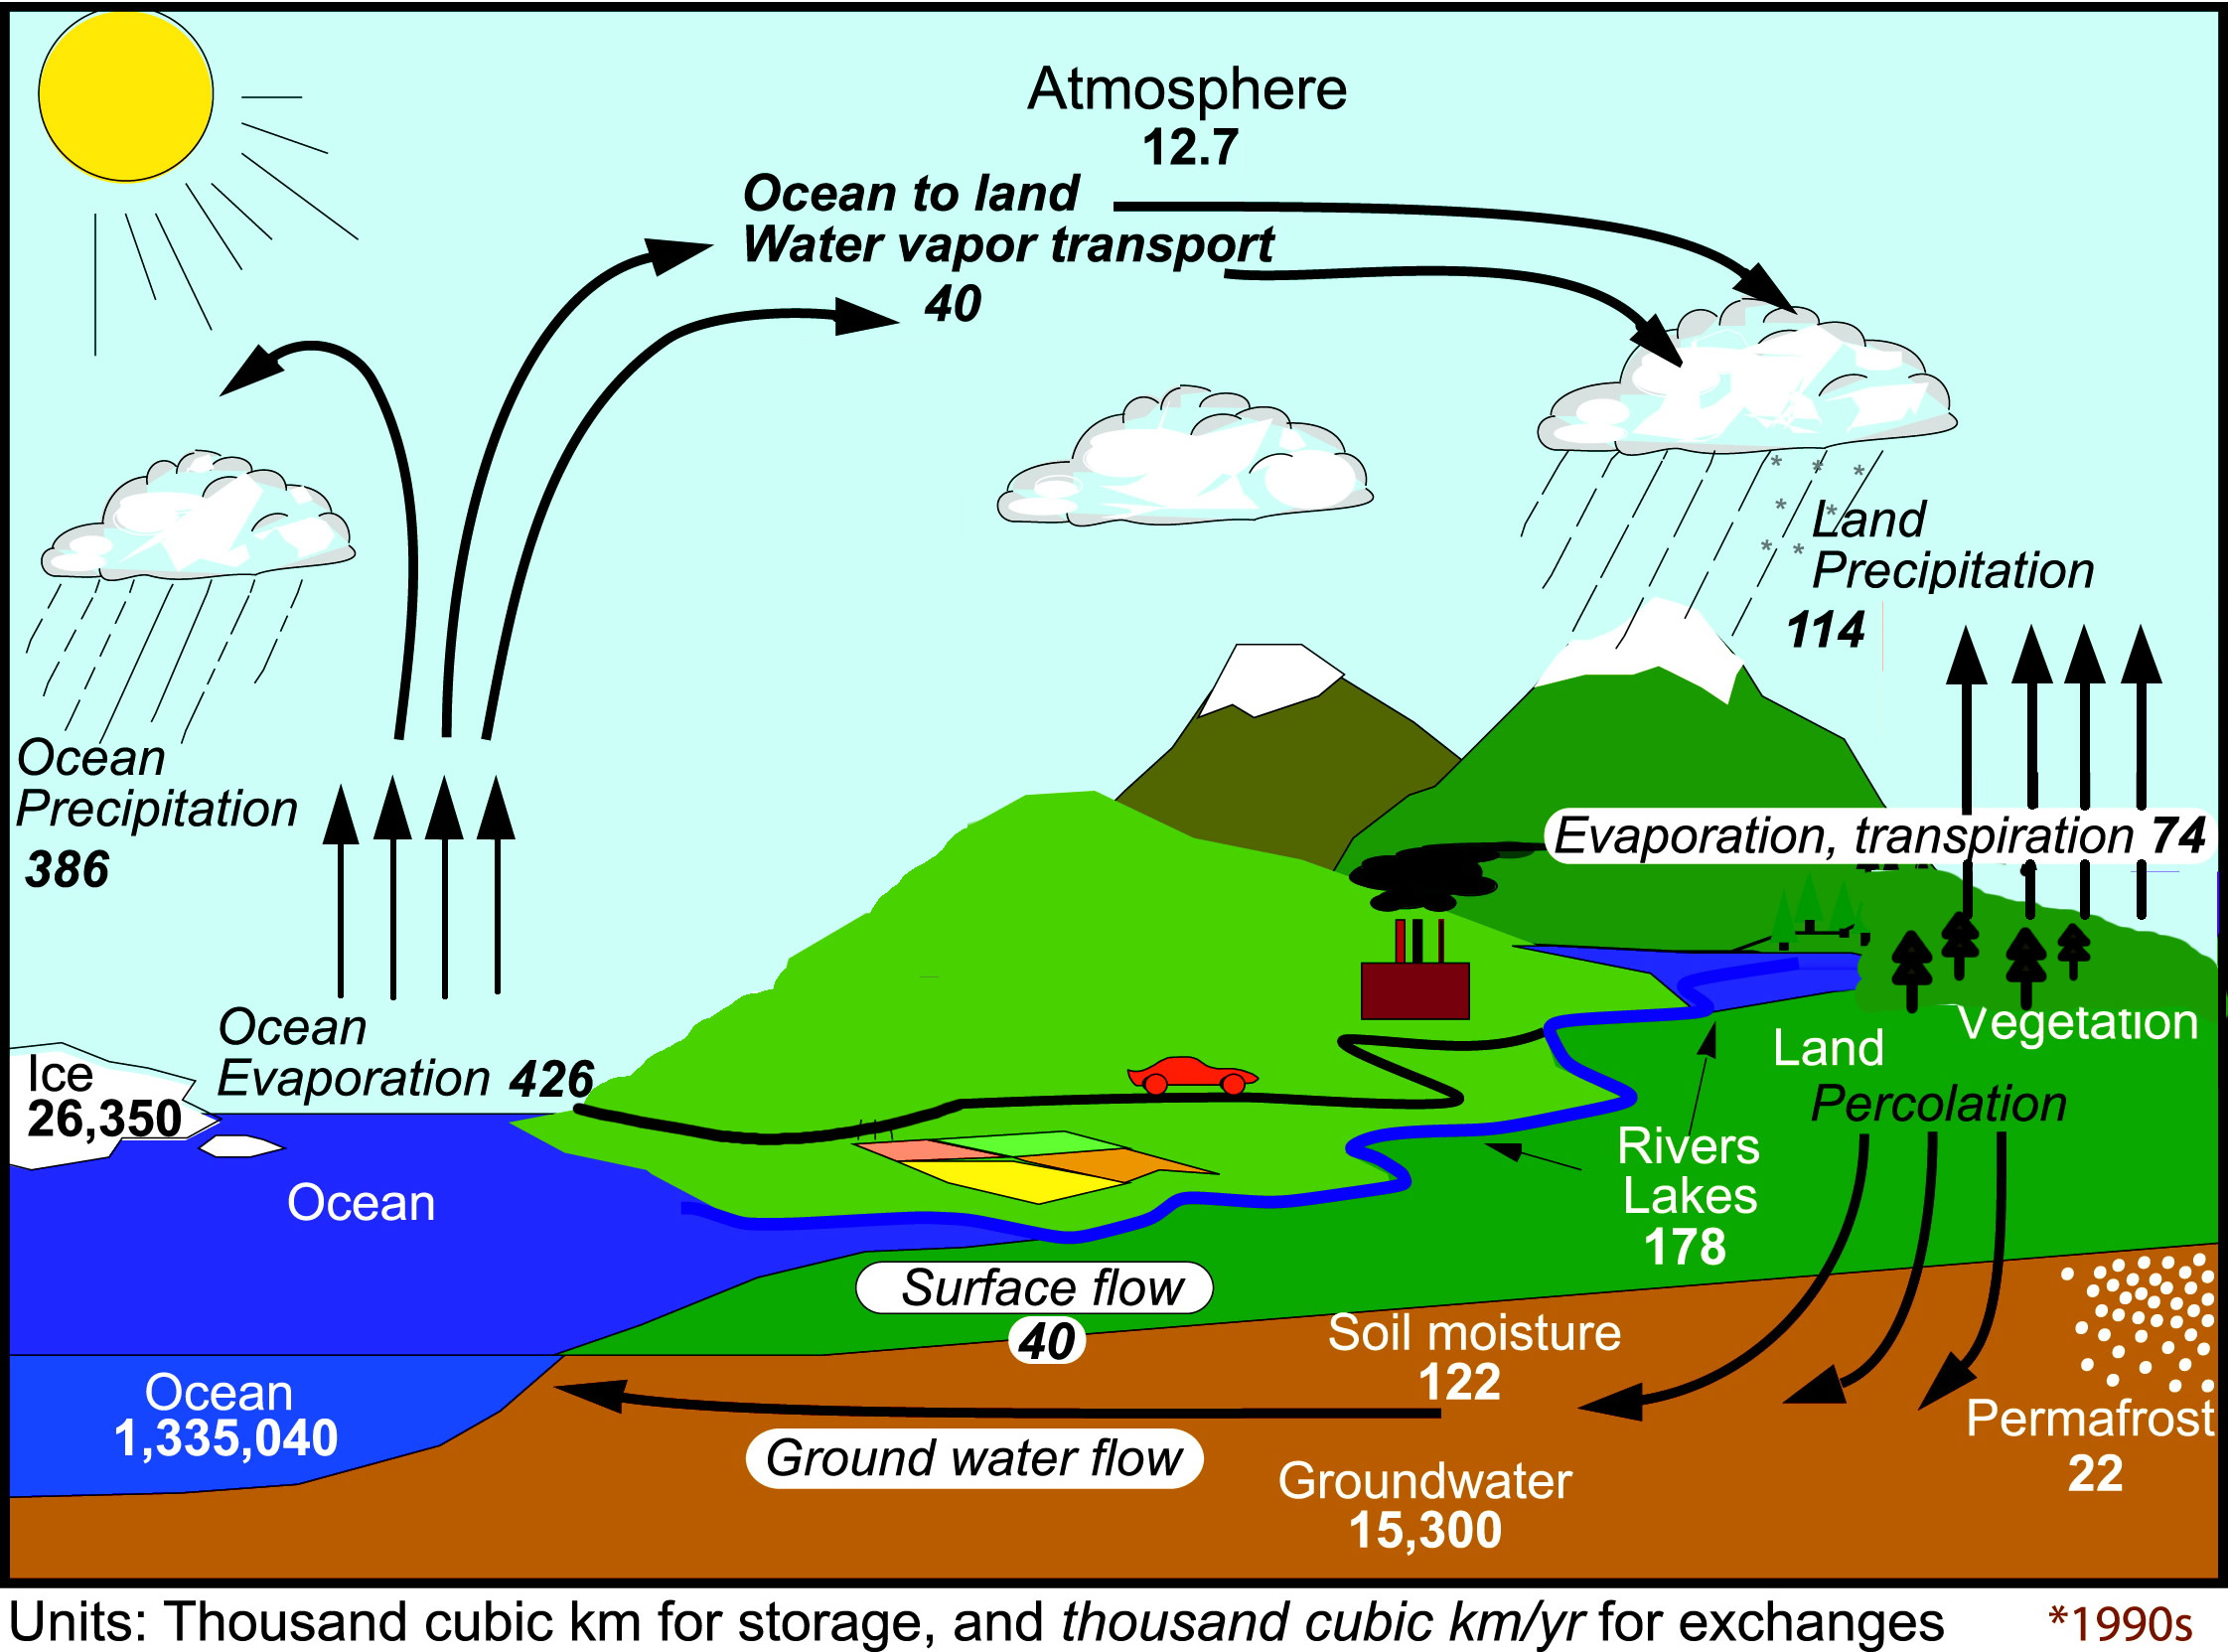 Atmosphere
12.7
Ocean to land
Water vapor transport
40
Land
Precipitation
114
Ocean
Precipitation
386
Evaporation, transpiration 74
Ocean
Evaporation 426
Ice
26,350
Vegetation
Land
Percolation
Rivers
Lakes
178
Ocean
Surface flow
40
Soil moisture
122
Ocean
1,335,040
Ground water flow
Permafrost
22
Groundwater
15,300
Units: Thousand cubic km for storage, and thousand cubic km/yr for exchanges
*1990s